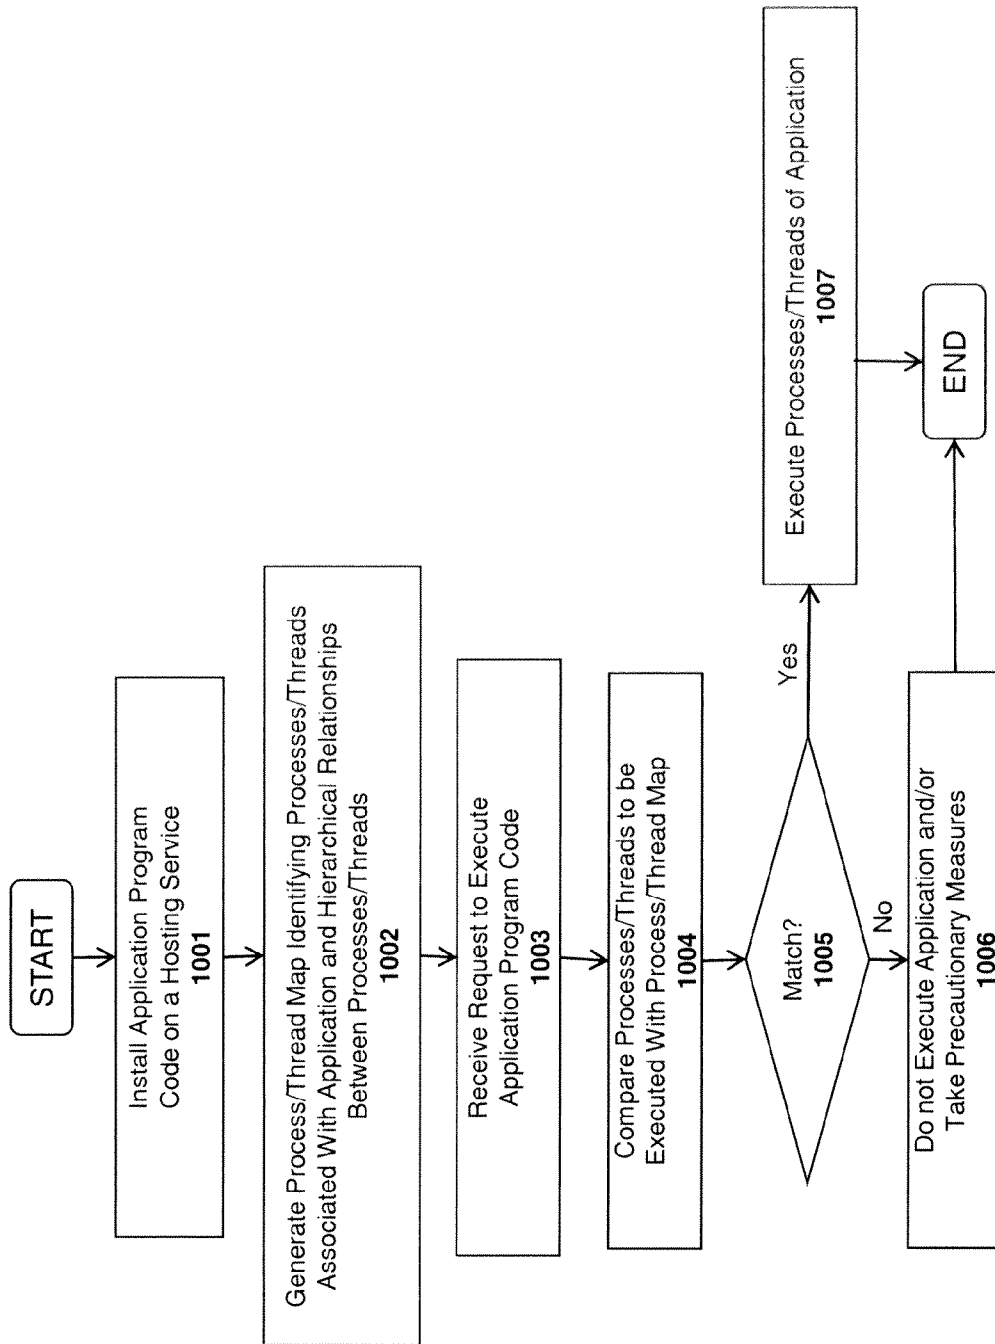 START
Install Application Program
Code on a Hosting Service
1001
Generate Process/Thread Map Identifying Processes/Threads
Associated With Application and Hierarchical Relationships
Between Processes/Threads
1002
Receive Request to Execute
Application Program Code
1003
Compare Processes/Threads to be
Executed With Process/Thread Map
1004
Match?
1005
Yes
No
Do not Execute Application and/or
Take Precautionary Measures
1006
Execute Processes/Threads of Application
1007
END